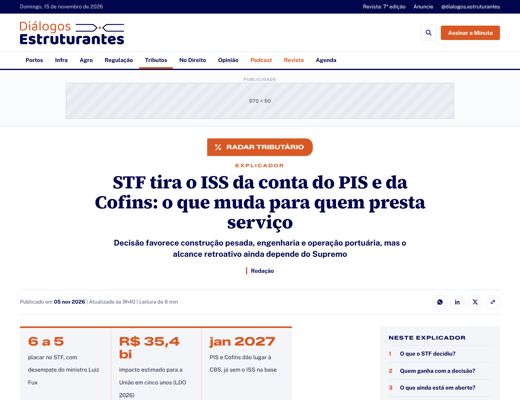 Domingo, 15 de novembro de 2026
Revista: 7ª edição Anuncie @dialogos.estruturantes
Diálogos
Estruturantes
Assinar a Minuta
Portos Infra Agro Regulação Tributos No Direito Opinião Podcast Revista Agenda
PUBLICIDADE
970 × 90
RADAR TRIBUTÁRIO
EXPLICADOR
STF tira o ISS da conta do PIS e da
Cofins: o que muda para quem presta
serviço
Decisão favorece construção pesada, engenharia e operação portuária, mas o
alcance retroativo ainda depende do Supremo
Redação
Publicado em 05 nov 2026 | Atualizado às 9h40 | Leitura de 6 min
6 a 5
placar no STF, com
desempate do ministro Luiz
Fux
R$ 35,4
bi
impacto estimado para a
União em cinco anos (LDO
2026)
jan 2027
PIS e Cofins dão lugar à
CBS, já sem o ISS na base
NESTE EXPLICADOR
1 O que o STF decidiu?
2 Quem ganha com a decisão?
3 O que ainda está em aberto?